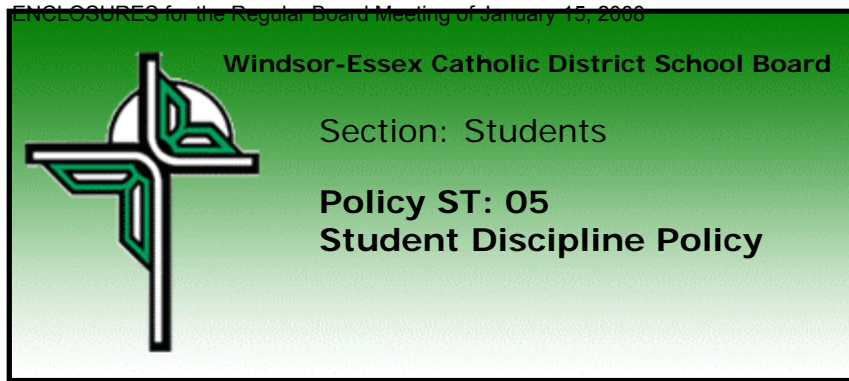 ENCLOSURES for the Regular Board Meeting of January 15, 2008
Windsor-Essex Catholic District School Board
Section: Students
Policy ST: 05
Student Discipline Policy